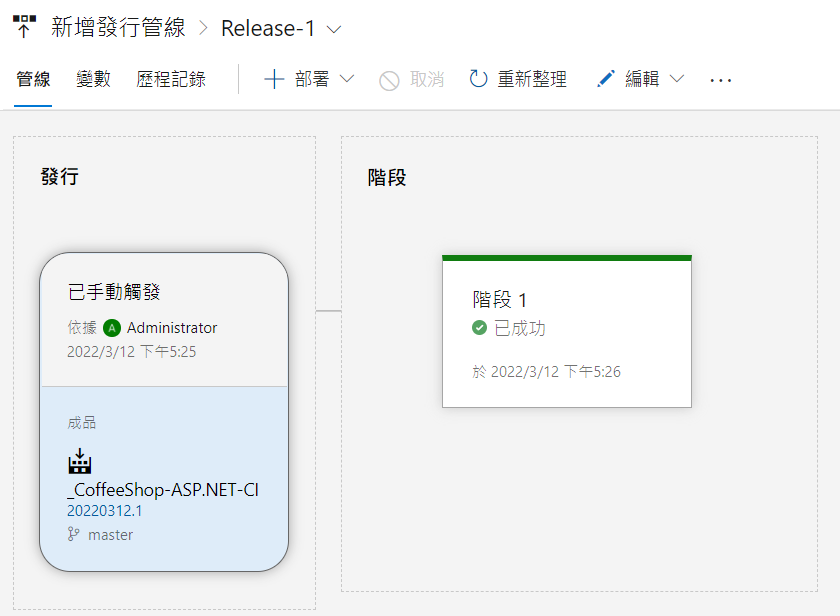 新增發行管線 > Release-1
管線 變數 歷程記錄 部署 取消 重新整理 編輯 ...
發行
已手動觸發
依據 A Administrator
2022/3/12 下午5:25
成品
_CoffeeShop-ASP.NET-CI
20220312.1
master
階段
階段 1
已成功
於 2022/3/12 下午5:26